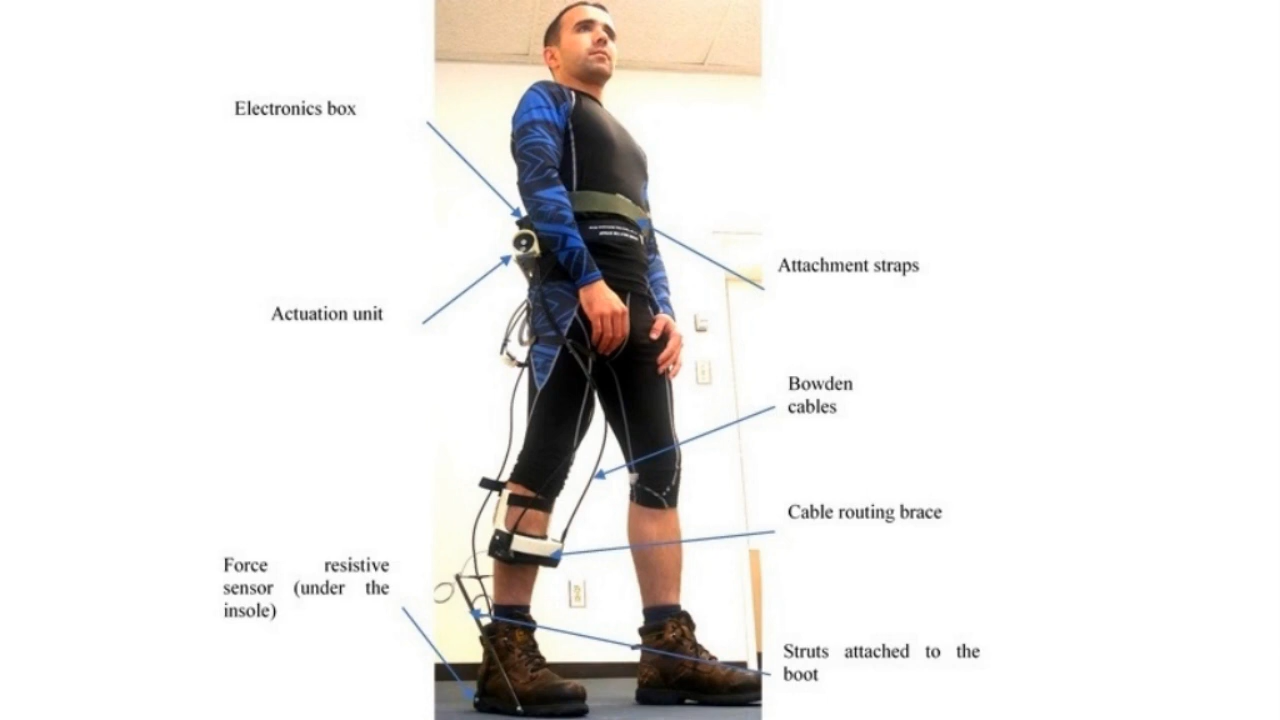 Electronics box
Attachment straps
Actuation unit
Bowden
cables
Cable routing brace
Force resistive
sensor (under the
insole)
Struts attached to the
boot